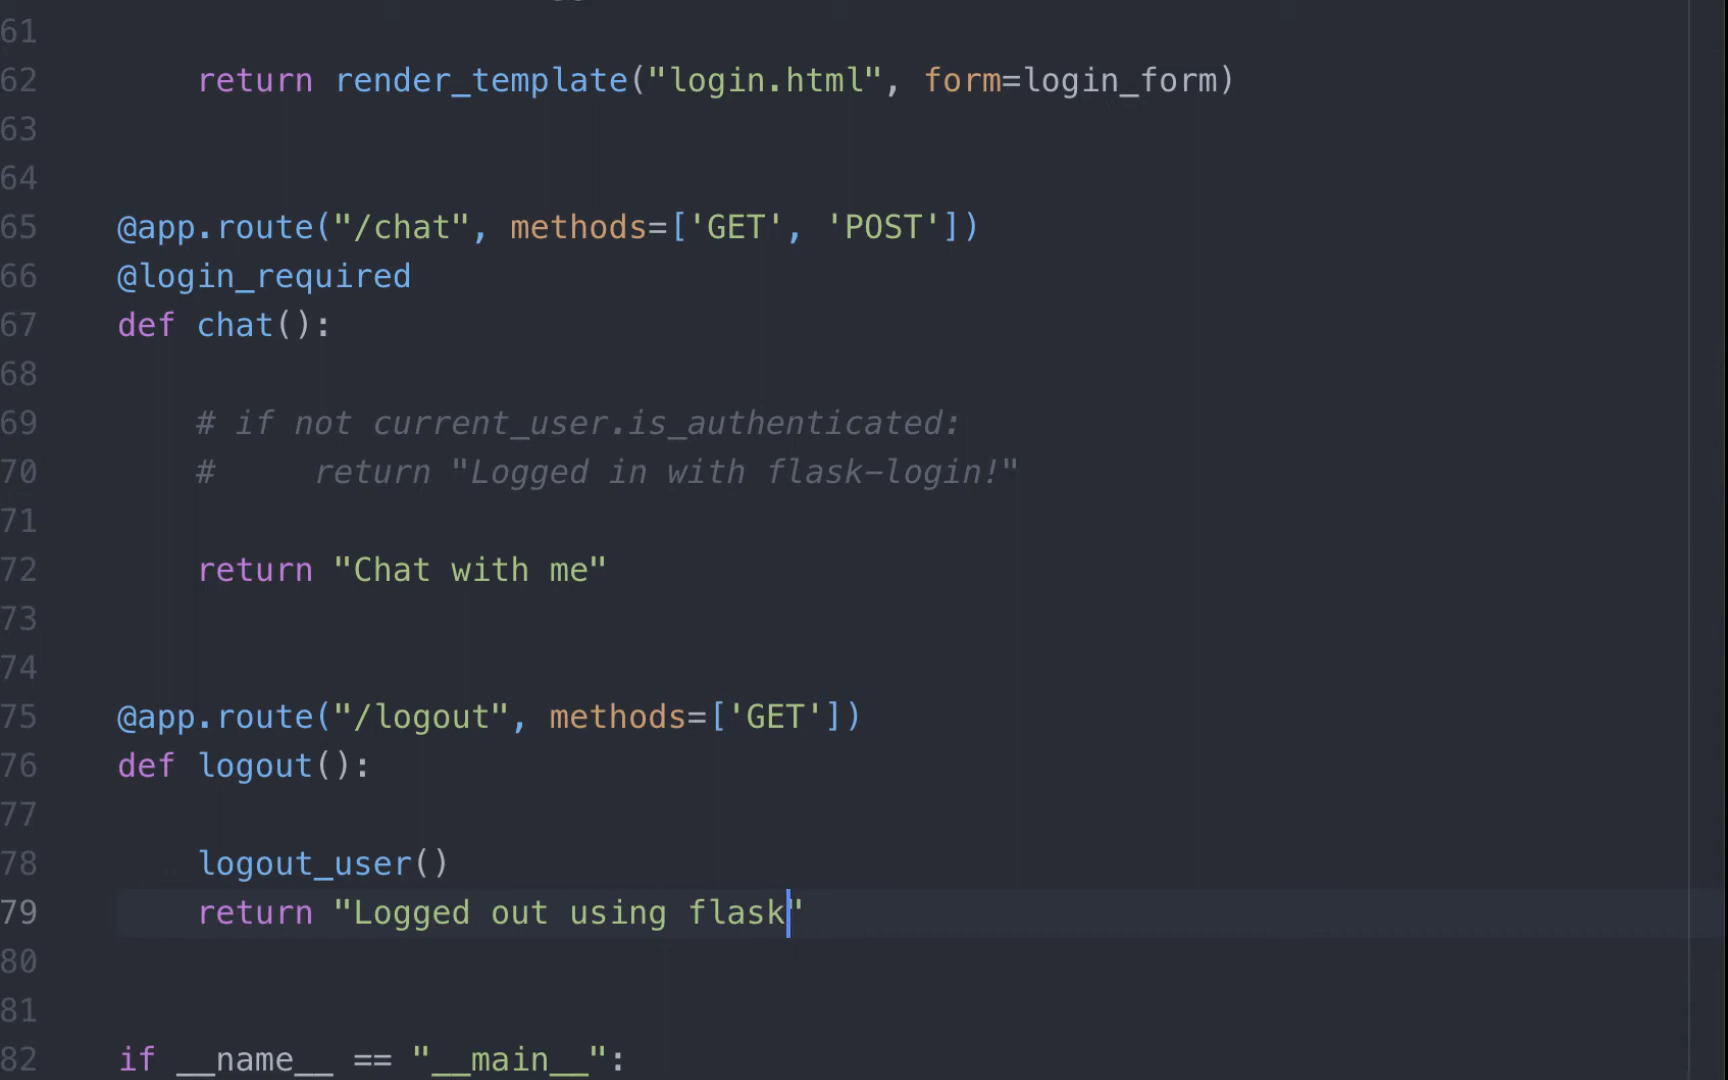 61
62 return render_template("login.html", form=login_form)
63
64
65 @app.route("/chat", methods=['GET', 'POST'])
66 @login_required
67 def chat():
68
69 # if not current_user.is_authenticated:
70 #     return "Logged in with flask-login!"
71
72 return "Chat with me"
73
74
75 @app.route("/logout", methods=['GET'])
76 def logout():
77
78 logout_user()
79 return "Logged out using flask"
80
81
82 if __name__ == "__main__":